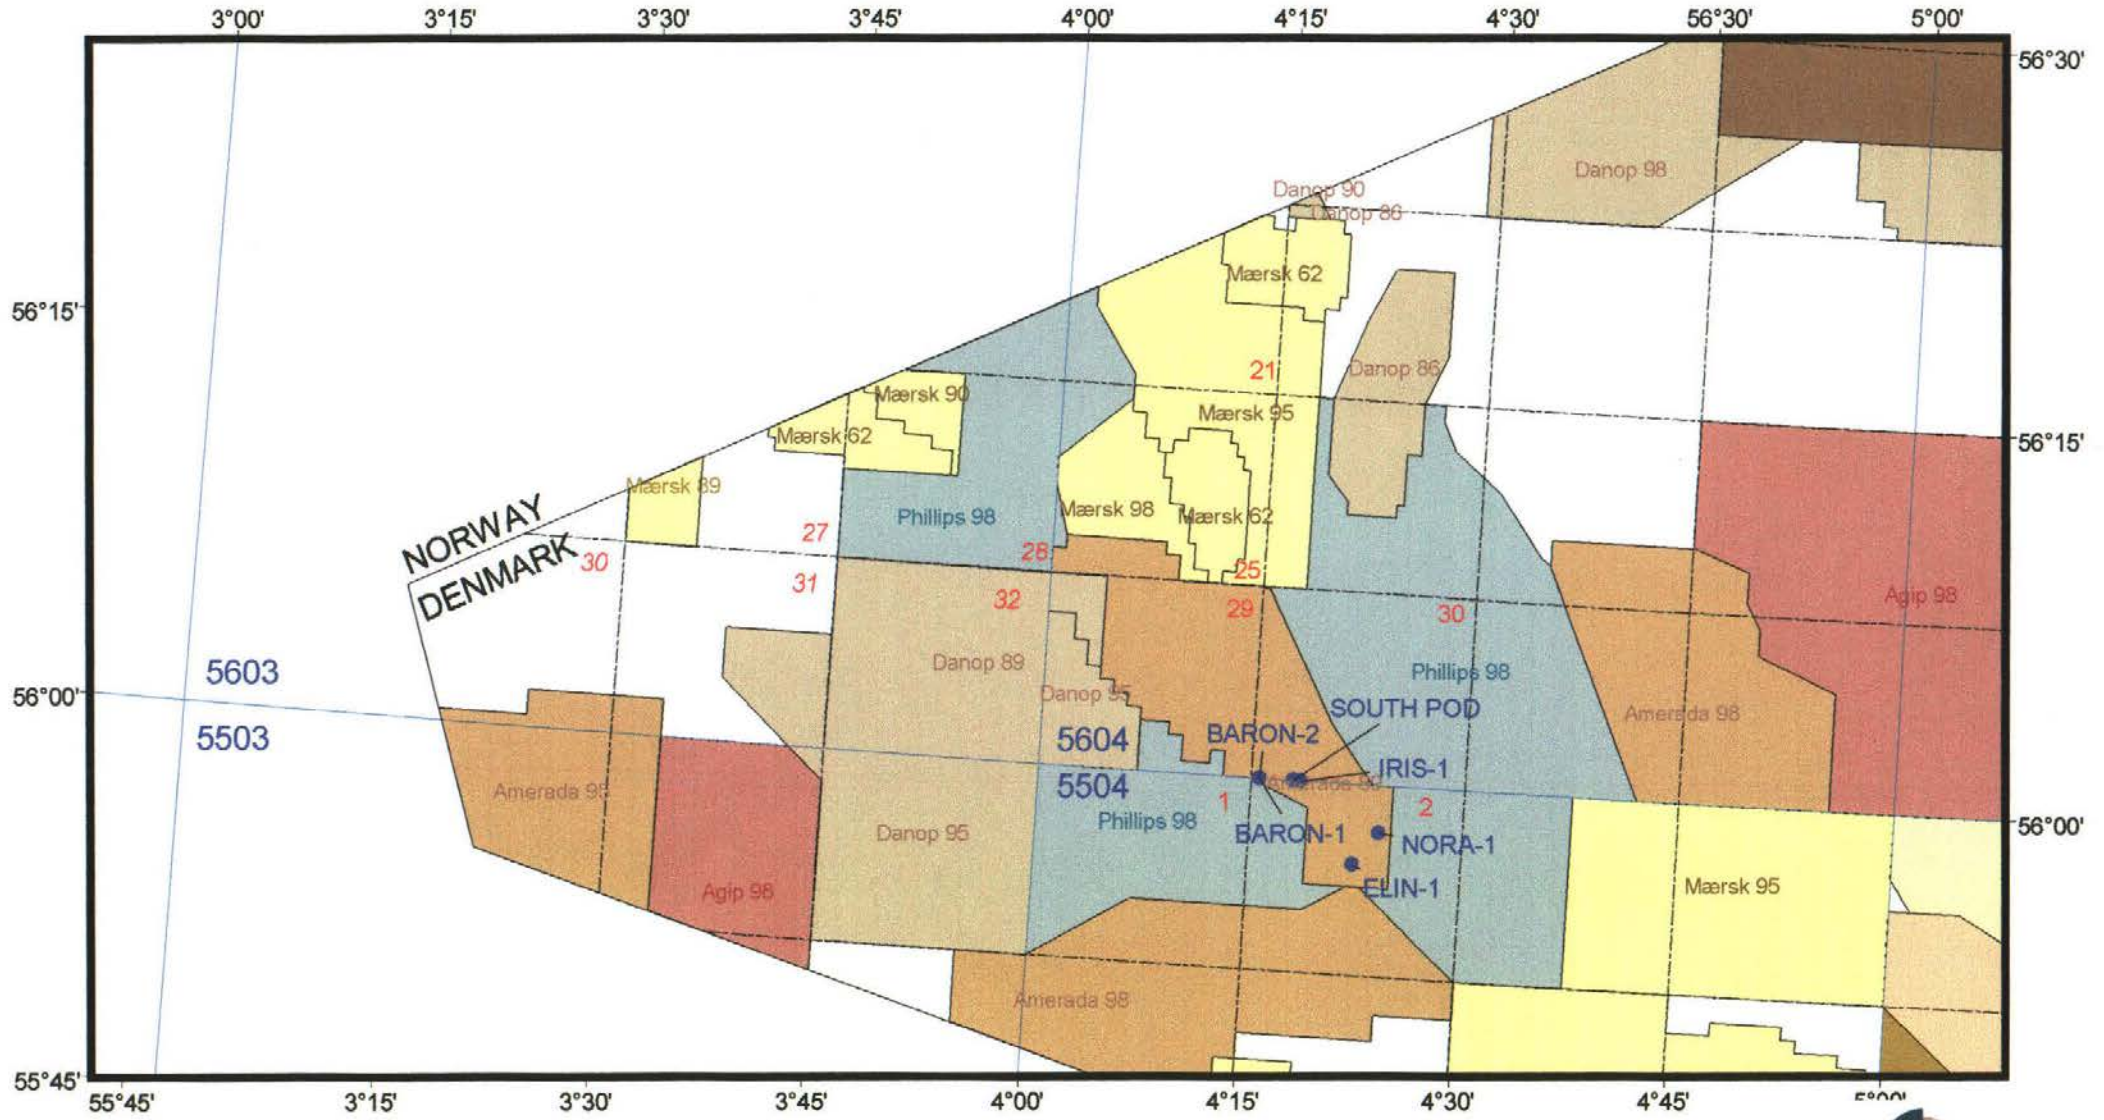 3°00' 3°15' 3°30' 3°45' 4°00' 4°15' 4°30' 56°30' 5°00'
56°30'
Danop 98
Danop 90
Danop 86
Mærsk 62
56°15'
21
Danop 86
Mærsk 90
Mærsk 95
Mærsk 62
56°15'
Mærsk 89
NORWAY
DENMARK
27
Phillips 98
28
Mærsk 98
Mærsk 62
25
30
31
32
29
30
Agip 98
5603
Danop 89
Danop 95
Phillips 98
56°00'
SOUTH POD
Amerada 98
5503
5604
BARON-2
IRIS-1
5504
Amerada 95
1
2
Phillips 98
Danop 95
BARON-1
NORA-1
56°00'
Agip 98
ELIN-1
Mærsk 95
Amerada 98
55°45'
55°45' 3°15' 3°30' 3°45' 4°00' 4°15' 4°30' 4°45' 5°00'